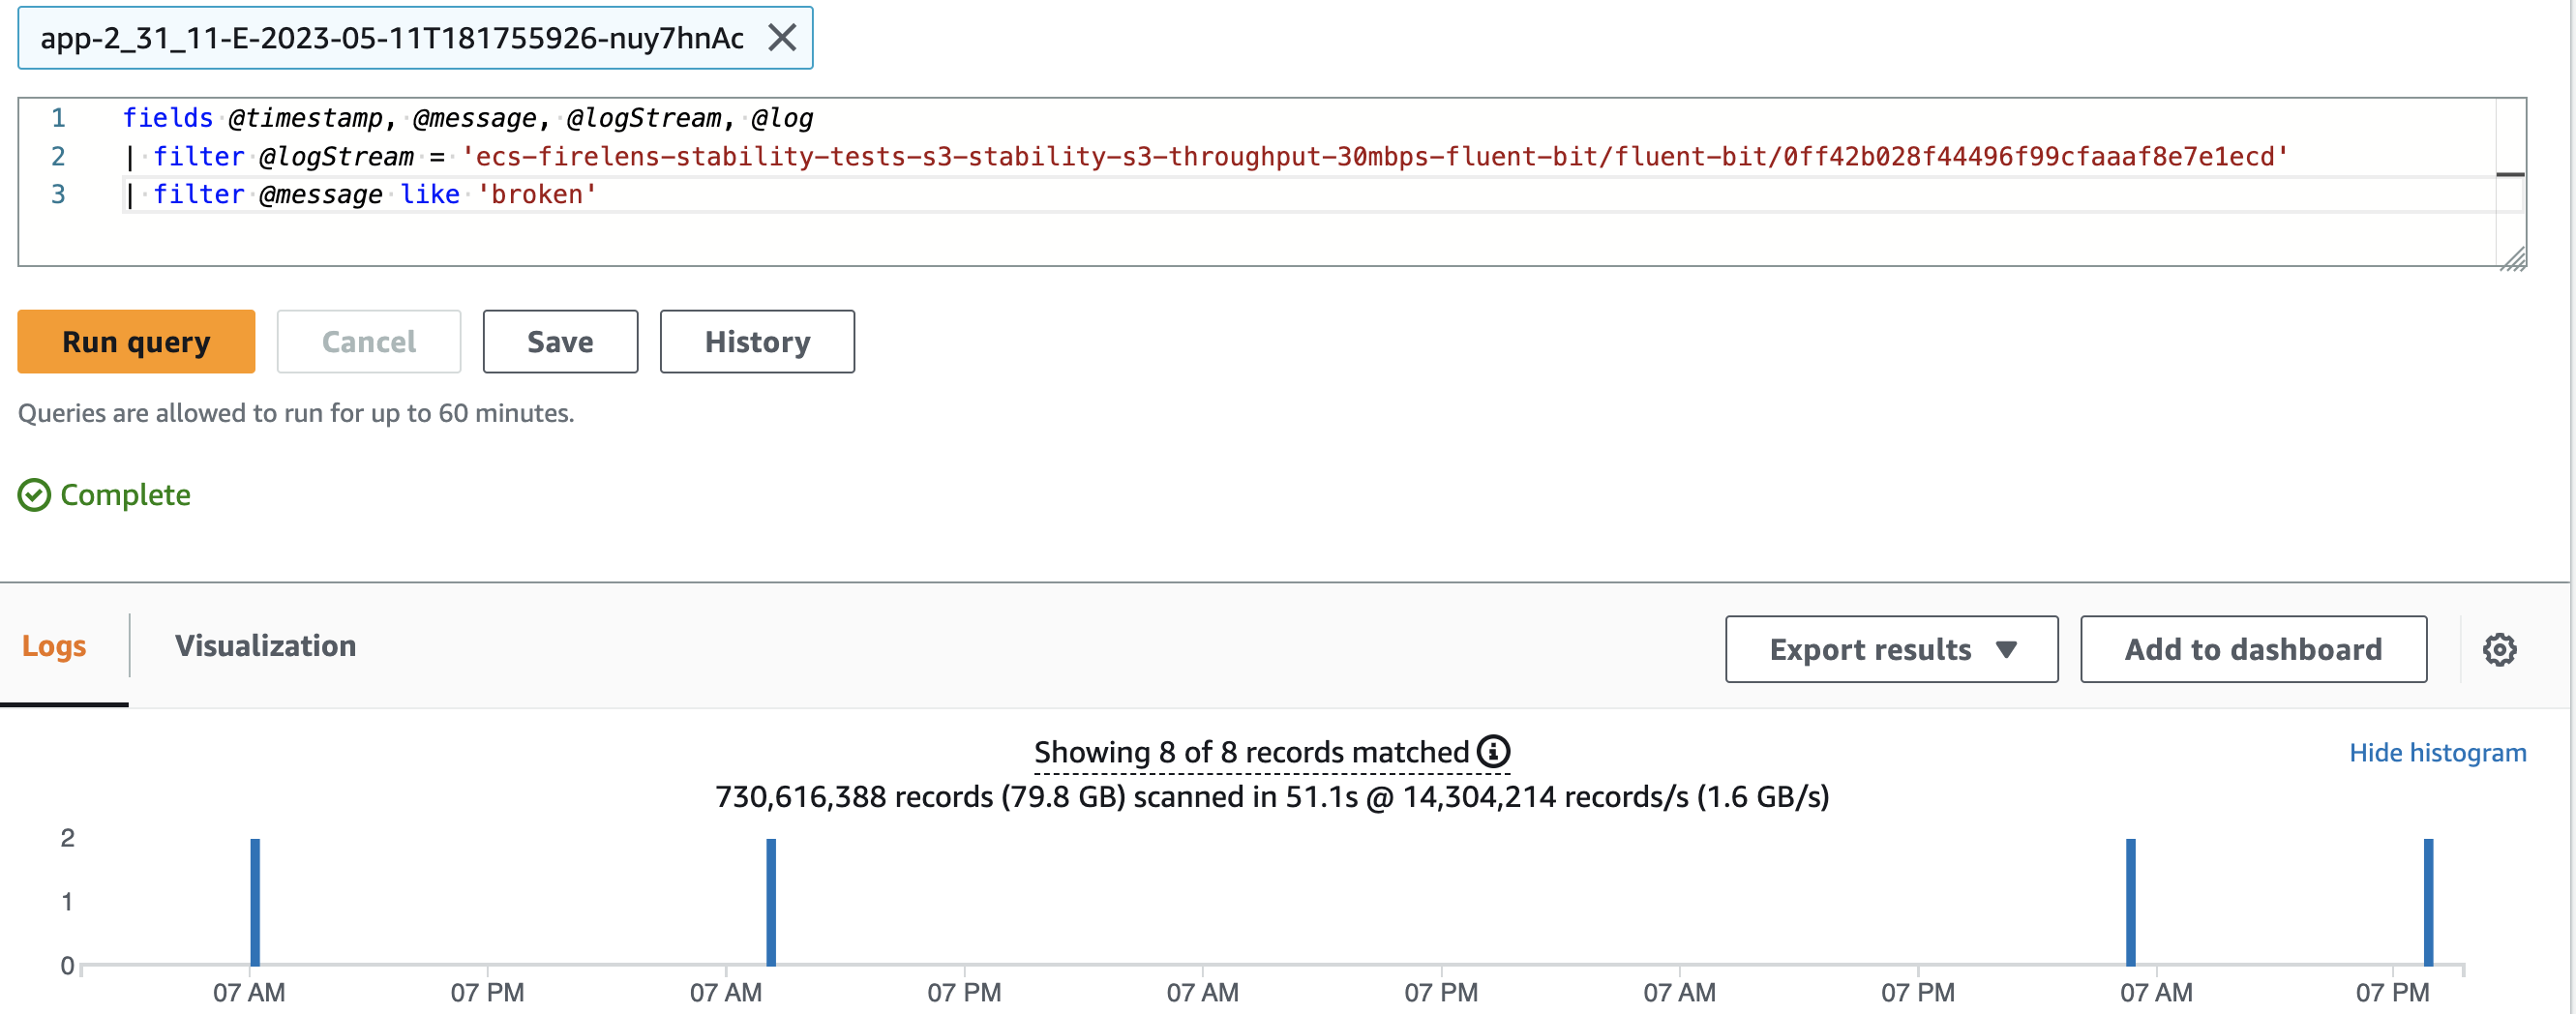 app-2_31_11-E-2023-05-11T181755926-nuy7hnAc
1 fields @timestamp, @message, @logStream, @log
2 | filter @logStream = 'ecs-firelens-stability-tests-s3-stability-s3-throughput-30mbps-fluent-bit/fluent-bit/0ff42b028f44496f99cfaaaf8e7e1ecd'
3 | filter @message like 'broken'
Run query Cancel Save History
Queries are allowed to run for up to 60 minutes.
Complete
Logs Visualization Export results Add to dashboard
Showing 8 of 8 records matched
Hide histogram
730,616,388 records (79.8 GB) scanned in 51.1s @ 14,304,214 records/s (1.6 GB/s)
2
1
0
07 AM 07 PM 07 AM 07 PM 07 AM 07 PM 07 AM 07 PM 07 AM 07 PM